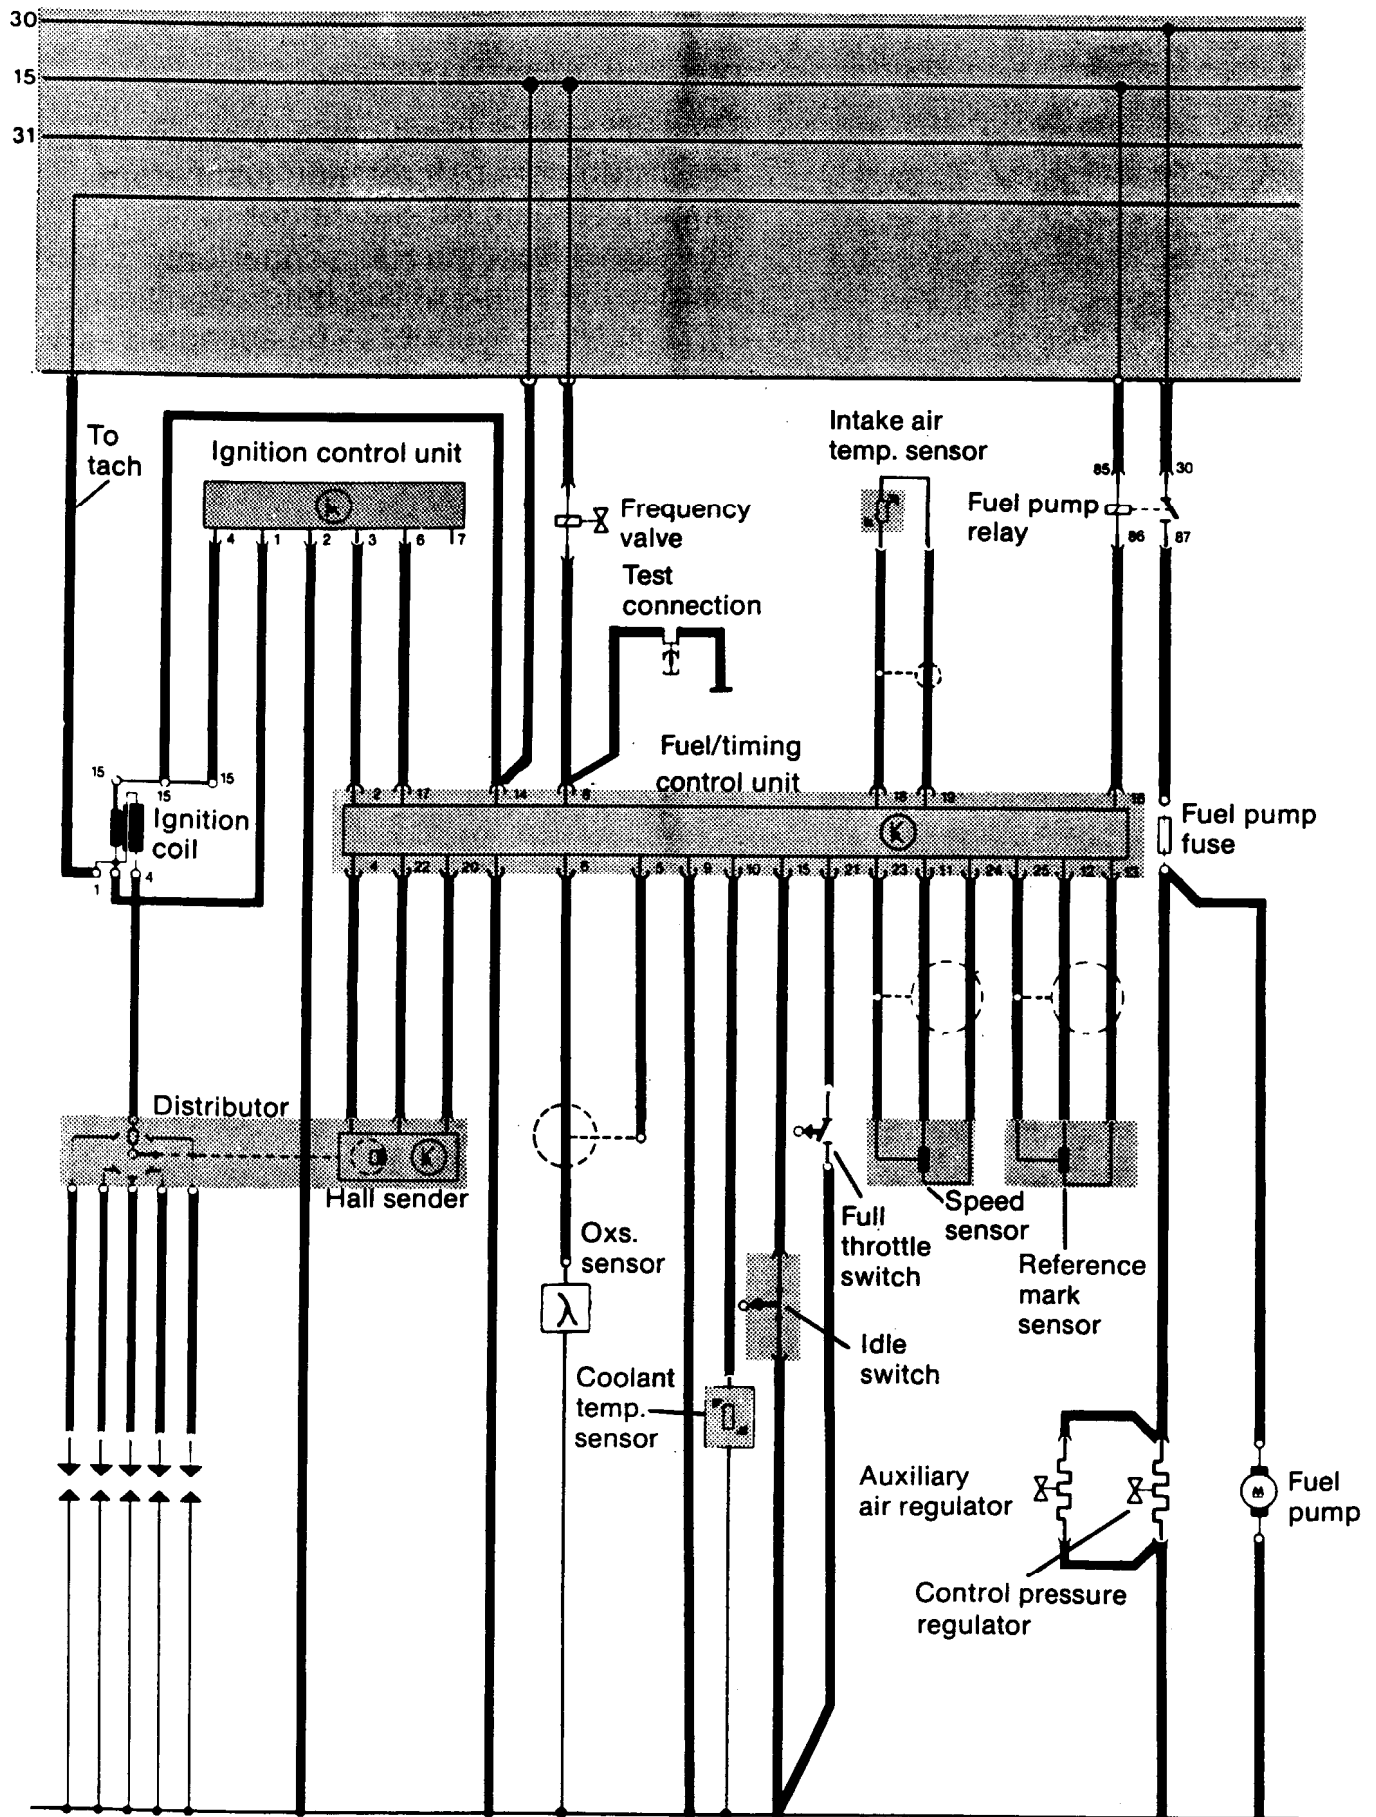 30
15
31
To
tach
Ignition control unit
4 1 2 3 6 7
Frequency
valve
Test
connection
Intake air
temp. sensor
85 30
Fuel pump
relay
86 87
Fuel/timing
control unit
15 15 15
Ignition
coil
1 4
2 17 14 8 18 19 16
K
Fuel pump
fuse
4 22 20 6 5 9 10 15 21 23 11 24 25 12 13
Distributor
K
Hall sender
Oxs.
sensor
λ
Full
throttle
switch
Speed
sensor
Reference
mark
sensor
Idle
switch
Coolant
temp.
sensor
Auxiliary
air regulator
Fuel
pump
Control pressure
regulator